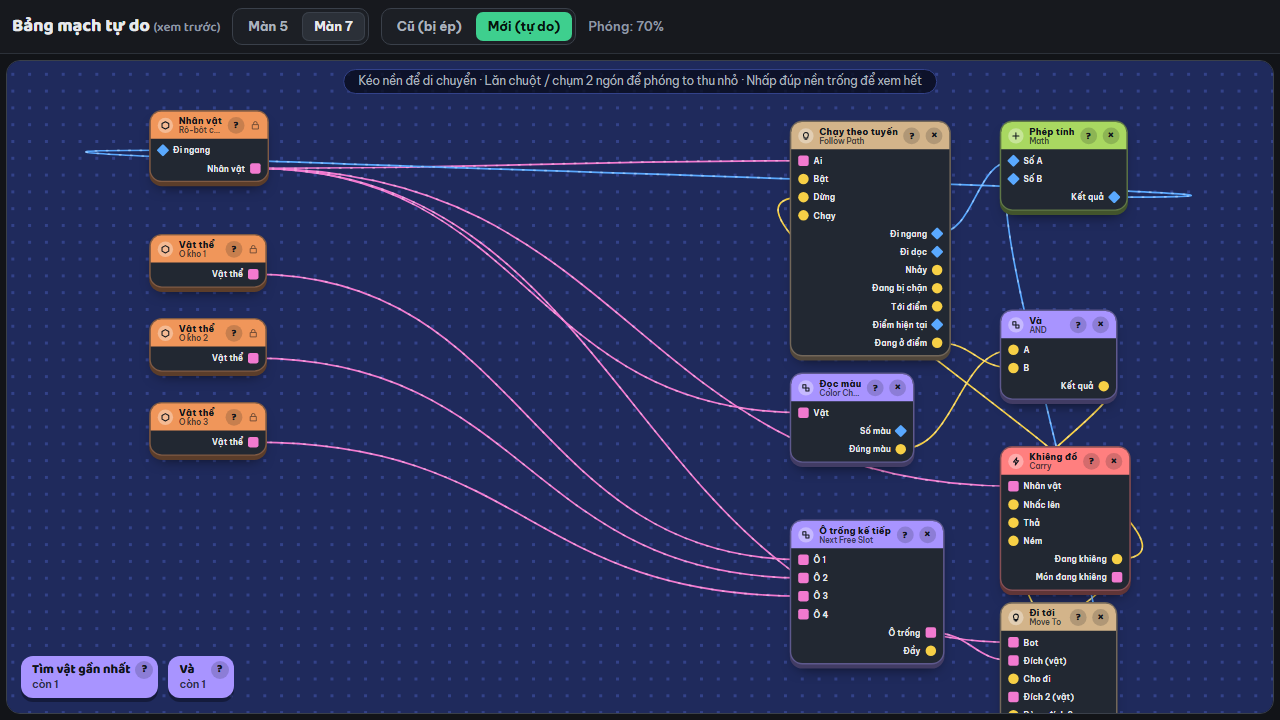 Bảng mạch tự do (xem trước)
Màn 5
Màn 7
Cũ (bị ép)
Mới (tự do)
Phóng: 70%
Kéo nền để di chuyển · Lăn chuột / chụm 2 ngón để phóng to thu nhỏ · Nhấp đúp nền trống để xem hết
Nhân vật
Rô-bốt c...
?
Đi ngang
Nhân vật
Vật thể
Ô kho 1
?
Vật thể
Vật thể
Ô kho 2
?
Vật thể
Vật thể
Ô kho 3
?
Vật thể
Chạy theo tuyến
Follow Path
?
Ai
Bật
Dừng
Chạy
Đi ngang
Đi dọc
Nhảy
Đang bị chặn
Tới điểm
Điểm hiện tại
Đang ở điểm
Phép tính
Math
?
Số A
Số B
Kết quả
Và
AND
?
A
B
Kết quả
Đọc màu
Color Ch...
?
Vật
Số màu
Đúng màu
Khiêng đồ
Carry
?
Nhân vật
Nhấc lên
Thả
Ném
Đang khiêng
Món đang khiêng
Ô trống kế tiếp
Next Free Slot
?
Ô 1
Ô 2
Ô 3
Ô 4
Ô trống
Đầy
Đi tới
Move To
?
Bot
Đích (vật)
Cho đi
Đích 2 (vật)
Tìm vật gần nhất
?
còn 1
Và
?
còn 1